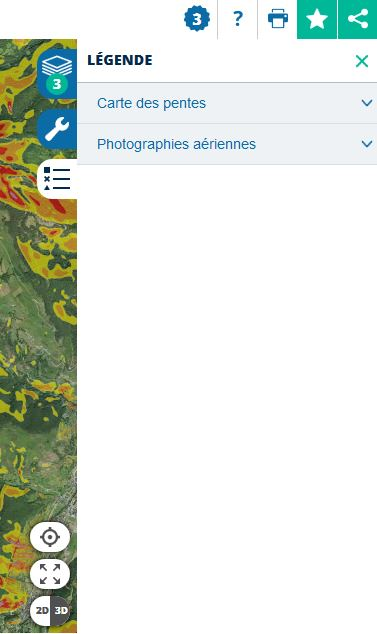 3 ?
LÉGENDE
3
Carte des pentes
Photographies aériennes
2D 3D